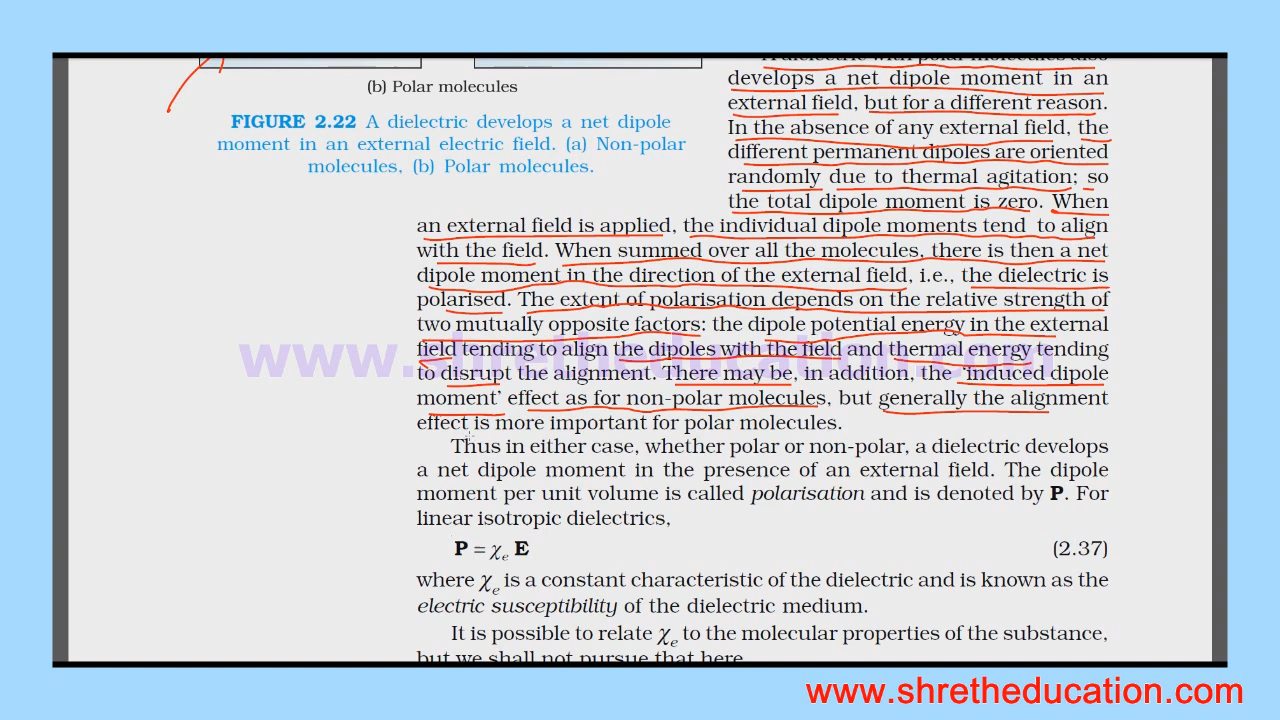 (b) Polar molecules
FIGURE 2.22 A dielectric develops a net dipole
moment in an external electric field. (a) Non-polar
molecules, (b) Polar molecules.
A dielectric with polar molecules also
develops a net dipole moment in an
external field, but for a different reason.
In the absence of any external field, the
different permanent dipoles are oriented
randomly due to thermal agitation; so
the total dipole moment is zero. When
an external field is applied, the individual dipole moments tend to align
with the field. When summed over all the molecules, there is then a net
dipole moment in the direction of the external field, i.e., the dielectric is
polarised. The extent of polarisation depends on the relative strength of
two mutually opposite factors: the dipole potential energy in the external
field tending to align the dipoles with the field and thermal energy tending
to disrupt the alignment. There may be, in addition, the ‘induced dipole
moment’ effect as for non-polar molecules, but generally the alignment
effect is more important for polar molecules.
Thus in either case, whether polar or non-polar, a dielectric develops
a net dipole moment in the presence of an external field. The dipole
moment per unit volume is called polarisation and is denoted by P. For
linear isotropic dielectrics,
P = χe E (2.37)
where χe is a constant characteristic of the dielectric and is known as the
electric susceptibility of the dielectric medium.
It is possible to relate χe to the molecular properties of the substance,
but we shall not pursue that here.
www.shretheducation.com
www.shretheducation.com